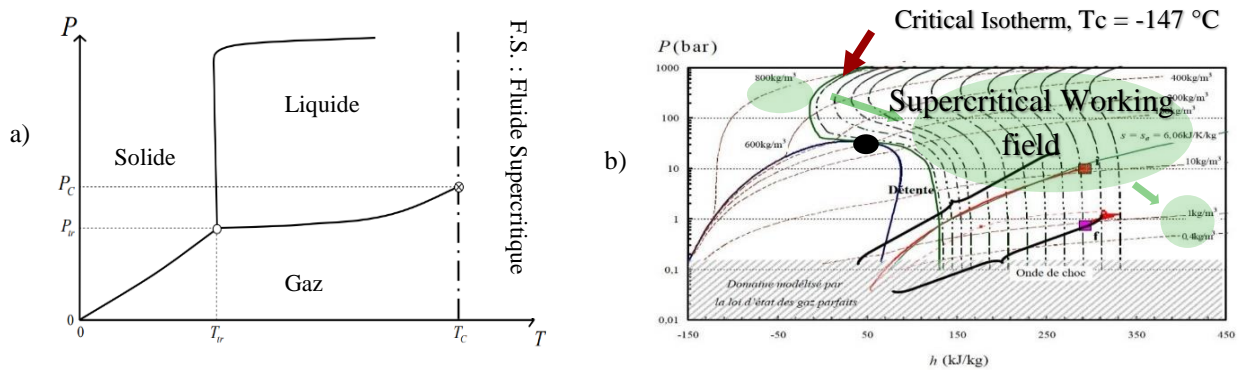 a)
P
Solide
Liquide
Gaz
P_C
P_tr
0
0
T_tr
T_C
T
F.S. : Fluide Supercritique
b)
Critical Isotherm, Tc = -147 °C
P (bar)
1000
100
10
1
0,1
0,01
800kg/m³
400kg/m³
200kg/m³
600kg/m³
Supercritical Working
field
s = sₑ = 6,06kJ/K/kg
10kg/m³
Détente
i
1kg/m³
f
0,4kg/m³
Onde de choc
Domaine modélisé par
la loi d'état des gaz parfaits
-150
-50
50
150
250
350
450
h (kJ/kg)